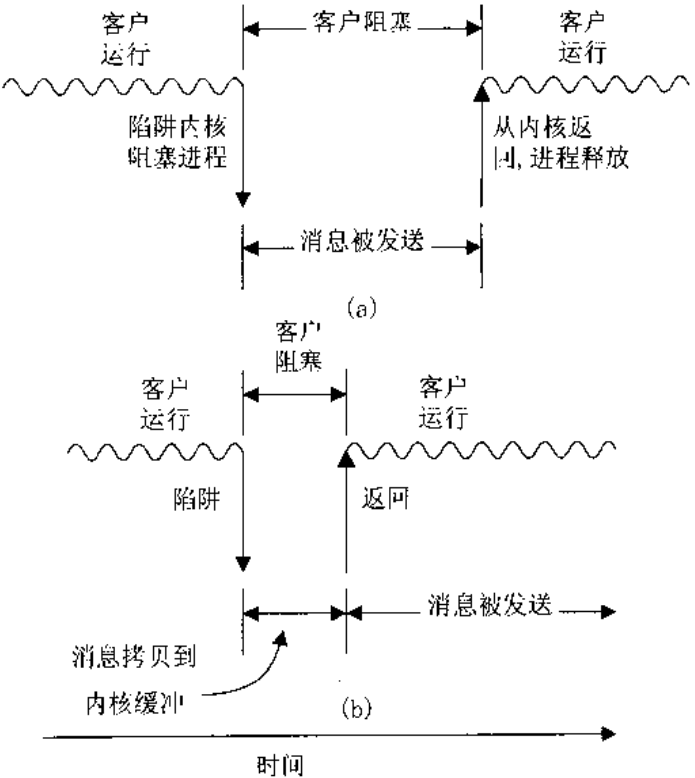 客户
运行
客户阻塞
客户
运行
陷阱内核
阻塞进程
从内核返
回,进程释放
消息被发送
(a)
客户
阻塞
客户
运行
客户
运行
陷阱
返回
消息被发送
消息拷贝到
内核缓冲
(b)
时间